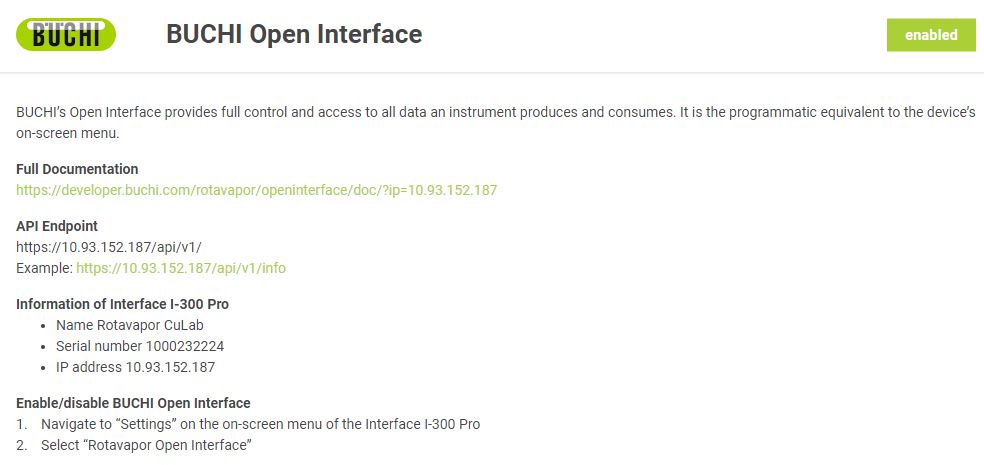 BÜCHI BUCHI Open Interface enabled
BUCHI’s Open Interface provides full control and access to all data an instrument produces and consumes. It is the programmatic equivalent to the device’s
on-screen menu.
Full Documentation
https://developer.buchi.com/rotavapor/openinterface/doc/?ip=10.93.152.187
API Endpoint
https://10.93.152.187/api/v1/
Example: https://10.93.152.187/api/v1/info
Information of Interface I-300 Pro
• Name Rotavapor CuLab
• Serial number 1000232224
• IP address 10.93.152.187
Enable/disable BUCHI Open Interface
1. Navigate to “Settings” on the on-screen menu of the Interface I-300 Pro
2. Select “Rotavapor Open Interface”